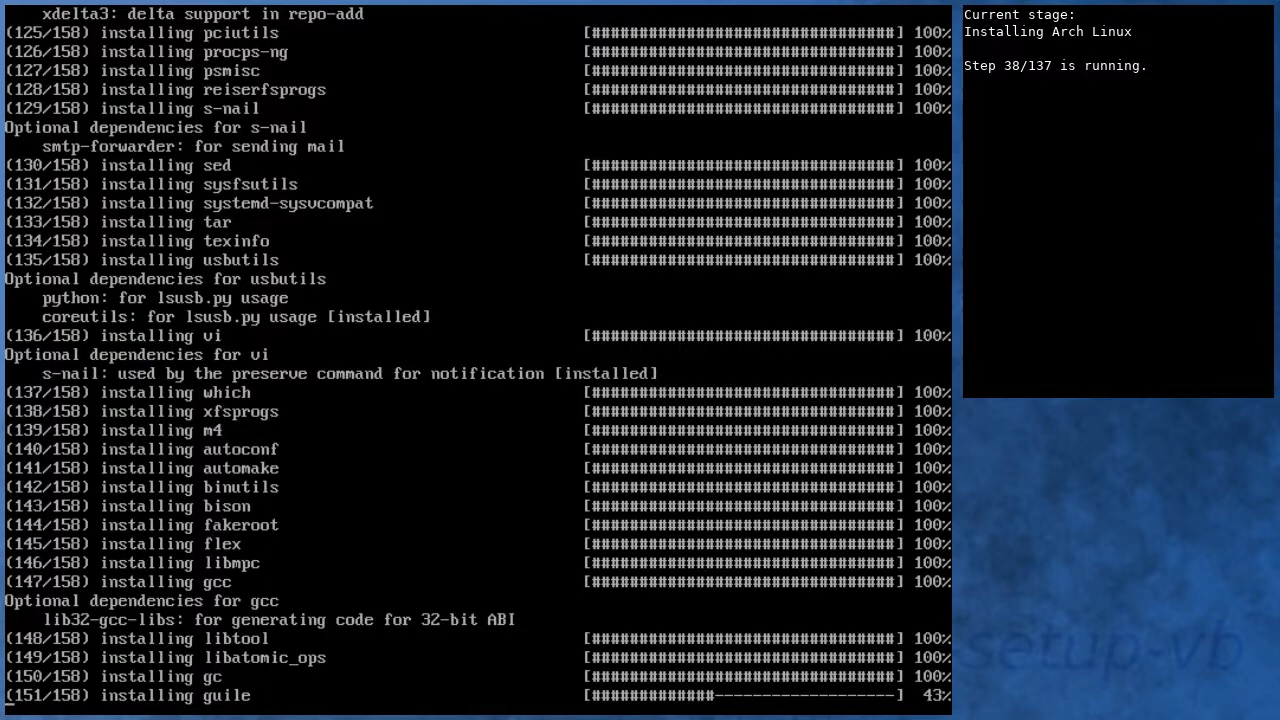 xdelta3: delta support in repo-add
(125/158) installing pciutils [################################] 100%
(126/158) installing procps-ng [################################] 100%
(127/158) installing psmisc [################################] 100%
(128/158) installing reiserfsprogs [################################] 100%
(129/158) installing s-nail [################################] 100%
Optional dependencies for s-nail
smtp-forwarder: for sending mail
(130/158) installing sed [################################] 100%
(131/158) installing sysfsutils [################################] 100%
(132/158) installing systemd-sysvcompat [################################] 100%
(133/158) installing tar [################################] 100%
(134/158) installing texinfo [################################] 100%
(135/158) installing usbutils [################################] 100%
Optional dependencies for usbutils
python: for lsusb.py usage
coreutils: for lsusb.py usage [installed]
(136/158) installing vi [################################] 100%
Optional dependencies for vi
s-nail: used by the preserve command for notification [installed]
(137/158) installing which [################################] 100%
(138/158) installing xfsprogs [################################] 100%
(139/158) installing m4 [################################] 100%
(140/158) installing autoconf [################################] 100%
(141/158) installing automake [################################] 100%
(142/158) installing binutils [################################] 100%
(143/158) installing bison [################################] 100%
(144/158) installing fakeroot [################################] 100%
(145/158) installing flex [################################] 100%
(146/158) installing libmpc [################################] 100%
(147/158) installing gcc [################################] 100%
Optional dependencies for gcc
lib32-gcc-libs: for generating code for 32-bit ABI
(148/158) installing libtool [################################] 100%
(149/158) installing libatomic_ops [################################] 100%
(150/158) installing gc [################################] 100%
(151/158) installing guile [#############-------------------] 43%
Current stage:
Installing Arch Linux
Step 38/137 is running.
setup-vb